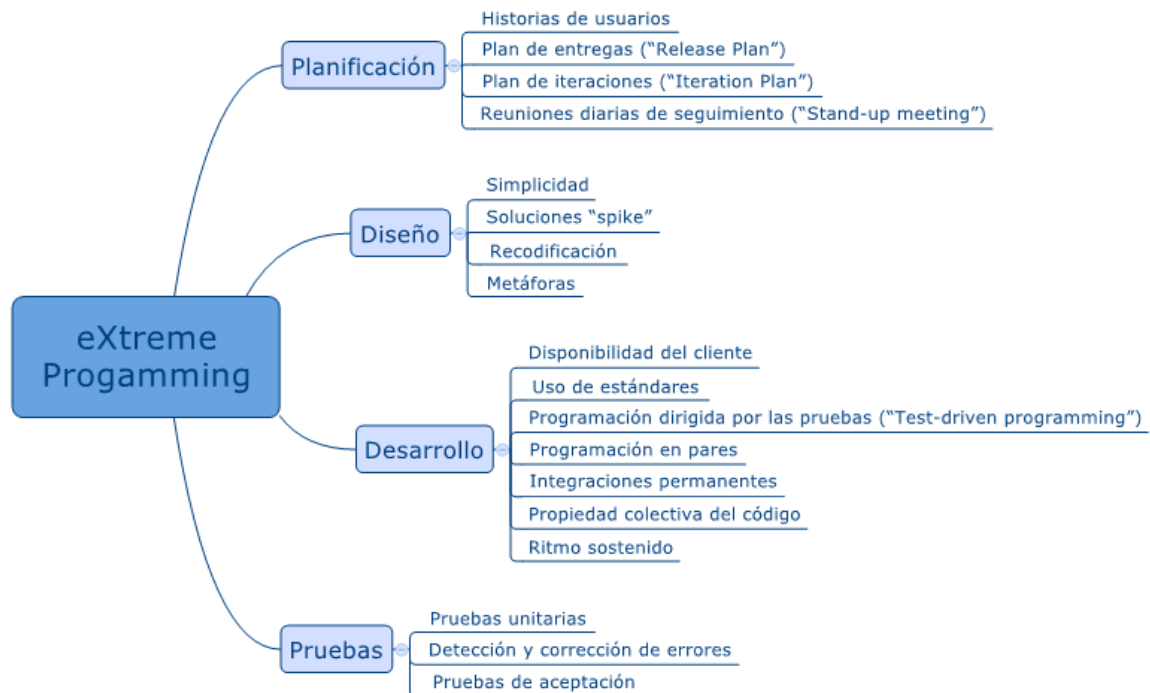 Historias de usuarios
Planificación
Plan de entregas (“Release Plan”)
Plan de iteraciones (“Iteration Plan”)
Reuniones diarias de seguimiento (“Stand-up meeting”)
Simplicidad
Diseño
Soluciones “spike”
Recodificación
Metáforas
eXtreme
Progamming
Disponibilidad del cliente
Uso de estándares
Programación dirigida por las pruebas (“Test-driven programming”)
Desarrollo
Programación en pares
Integraciones permanentes
Propiedad colectiva del código
Ritmo sostenido
Pruebas unitarias
Pruebas
Detección y corrección de errores
Pruebas de aceptación